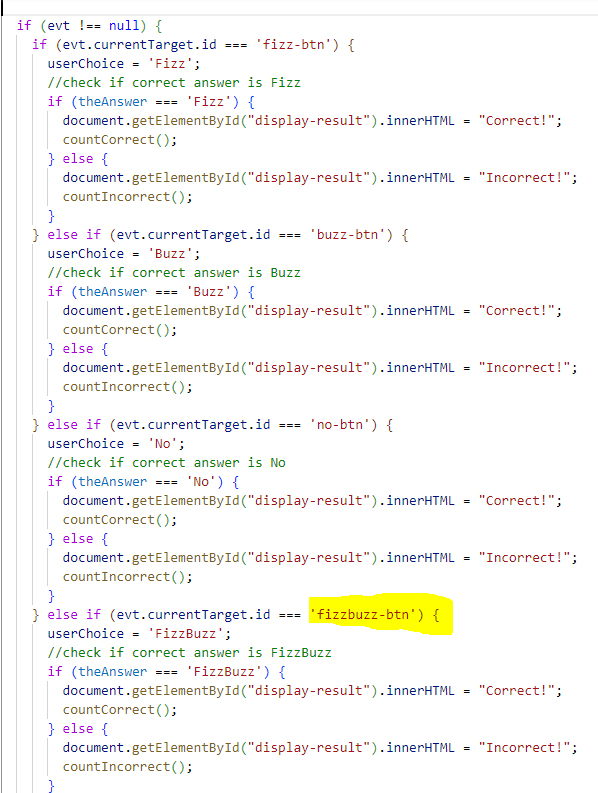 if (evt !== null) {
if (evt.currentTarget.id === 'fizz-btn') {
userChoice = 'Fizz';
//check if correct answer is Fizz
if (theAnswer === 'Fizz') {
document.getElementById("display-result").innerHTML = "Correct!";
countCorrect();
} else {
document.getElementById("display-result").innerHTML = "Incorrect!";
countIncorrect();
}
} else if (evt.currentTarget.id === 'buzz-btn') {
userChoice = 'Buzz';
//check if correct answer is Buzz
if (theAnswer === 'Buzz') {
document.getElementById("display-result").innerHTML = "Correct!";
countCorrect();
} else {
document.getElementById("display-result").innerHTML = "Incorrect!";
countIncorrect();
}
} else if (evt.currentTarget.id === 'no-btn') {
userChoice = 'No';
//check if correct answer is No
if (theAnswer === 'No') {
document.getElementById("display-result").innerHTML = "Correct!";
countCorrect();
} else {
document.getElementById("display-result").innerHTML = "Incorrect!";
countIncorrect();
}
} else if (evt.currentTarget.id === 'fizzbuzz-btn') {
userChoice = 'FizzBuzz';
//check if correct answer is FizzBuzz
if (theAnswer === 'FizzBuzz') {
document.getElementById("display-result").innerHTML = "Correct!";
countCorrect();
} else {
document.getElementById("display-result").innerHTML = "Incorrect!";
countIncorrect();
}